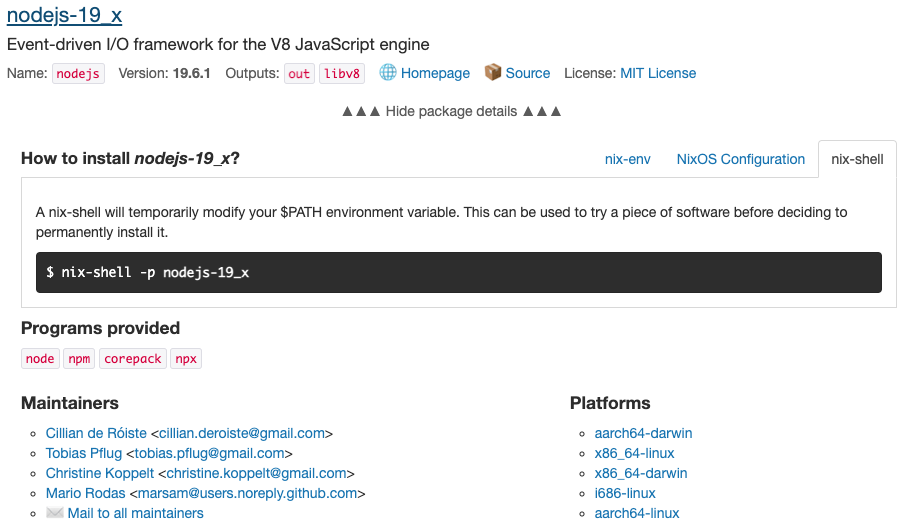 nodejs-19_x
Event-driven I/O framework for the V8 JavaScript engine
Name: nodejs Version: 19.6.1 Outputs: out libv8 Homepage Source License: MIT License
▲▲▲ Hide package details ▲▲▲
How to install nodejs-19_x?
nix-env NixOS Configuration nix-shell
A nix-shell will temporarily modify your $PATH environment variable. This can be used to try a piece of software before deciding to
permanently install it.
$ nix-shell -p nodejs-19_x
Programs provided
node npm corepack npx
Maintainers
Cillian de Róiste <cillian.deroiste@gmail.com>
Tobias Pflug <tobias.pflug@gmail.com>
Christine Koppelt <christine.koppelt@gmail.com>
Mario Rodas <marsam@users.noreply.github.com>
Mail to all maintainers
Platforms
aarch64-darwin
x86_64-linux
x86_64-darwin
i686-linux
aarch64-linux